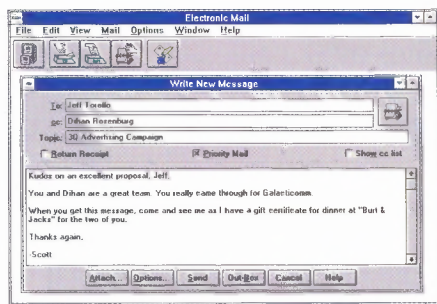 Electronic Mail
File Edit View Mail Options Window Help
Write New Message
To: Jeff
cc: Dihan Rosenburg
Topic: 3Q Advertising Campaign
Return Receipt Priority Mail Show cc list
Kudoz on an excellent proposal, Jeff.
You and Dihan are a great team. You really came through for Galacticomm.
When you get this message, come and see me as I have a gift certificate for dinner at "Burt &
Jacks" for the two of you.
Thanks again,
-Scott
Attach... Options... Send Out-Box Cancel Help